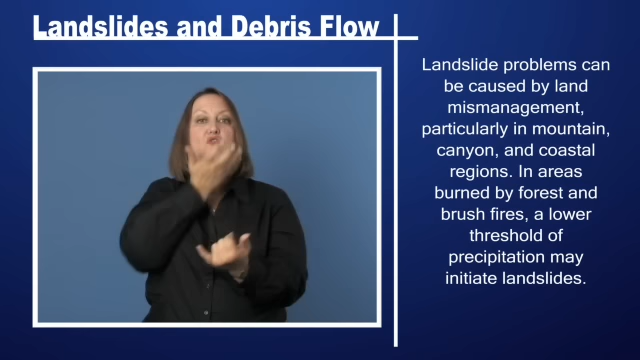 Landslides and Debris Flow
Landslide problems can
be caused by land
mismanagement,
particularly in mountain,
canyon, and coastal
regions. In areas
burned by forest and
brush fires, a lower
threshold of
precipitation may
initiate landslides.